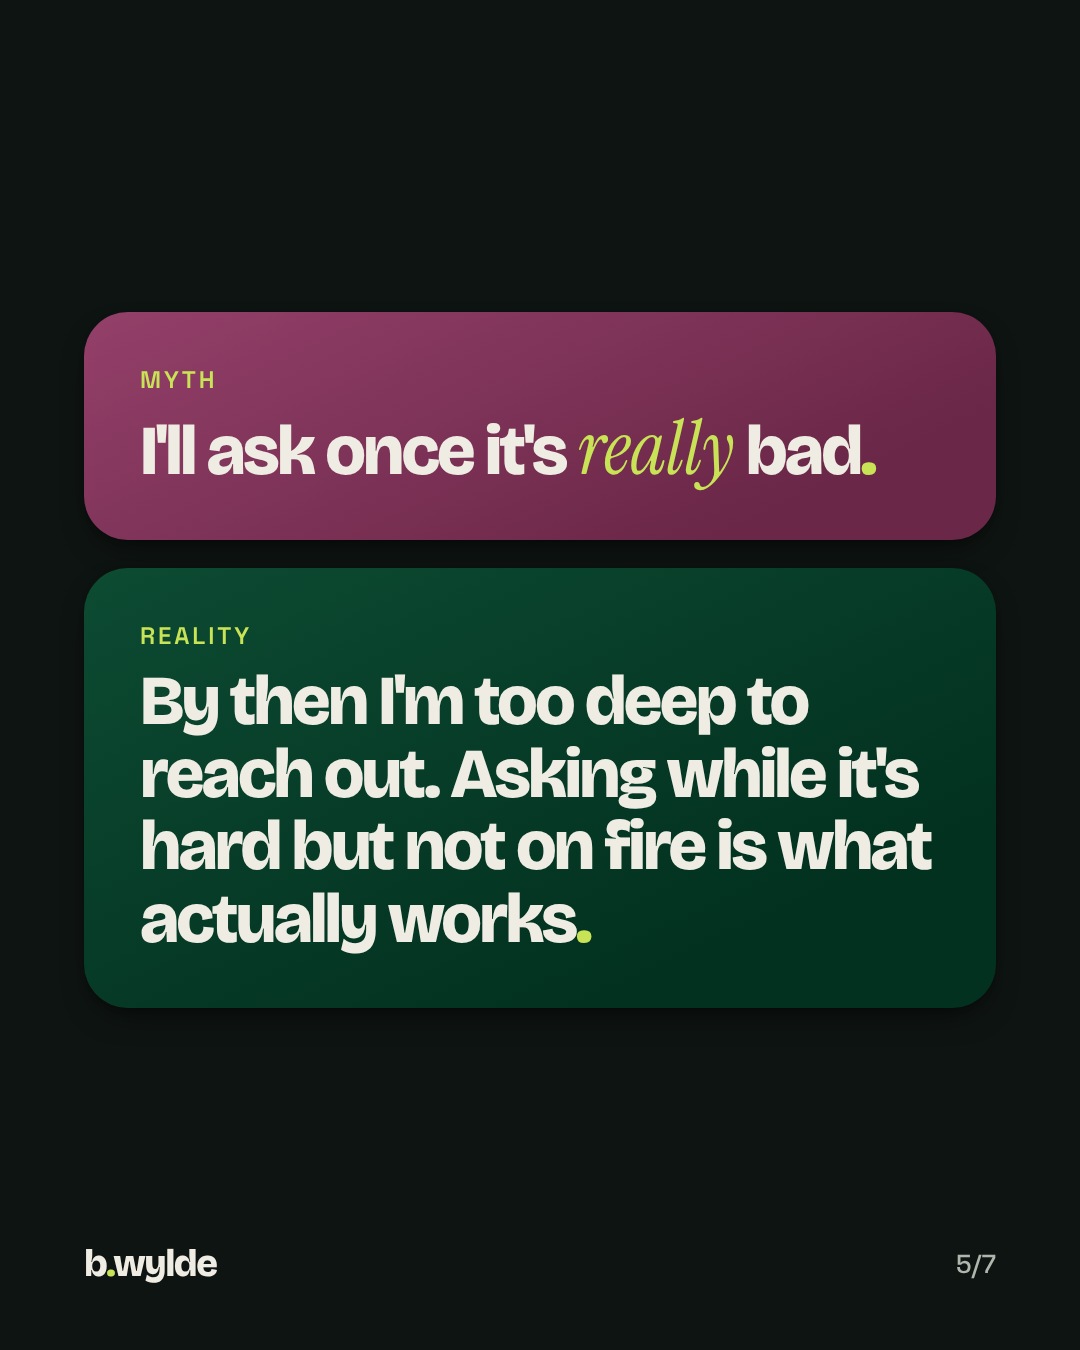 MYTH
I'll ask once it's really bad.
REALITY
By then I'm too deep to
reach out. Asking while it's
hard but not on fire is what
actually works.
b.wylde
5/7